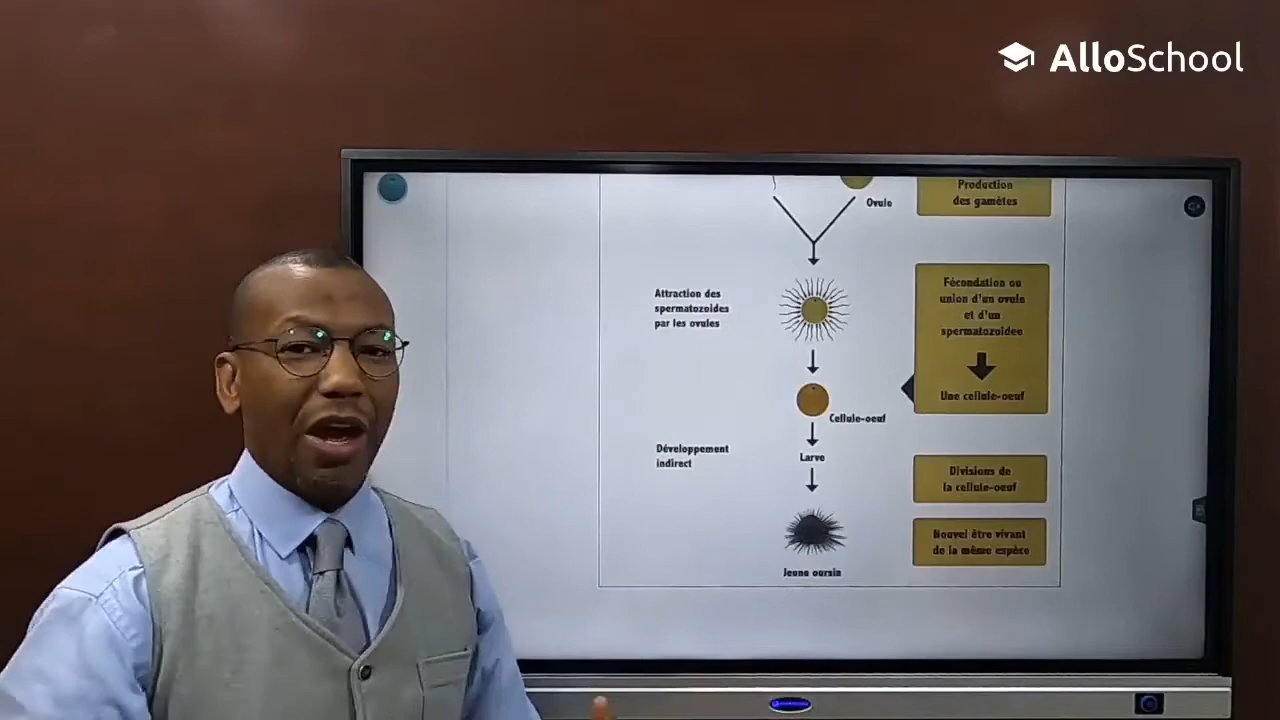 AlloSchool
Production
des gamètes
Ovule
Attraction des
spermatozoides
par les ovules
Fécondation ou
union d'un ovule
et d'un
spermatozoidee
Une cellule-oeuf
Cellule-oeuf
Développement
indirect
Larve
Divisions de
la cellule-oeuf
Nouvel être vivant
de la même espèce
Jeune oursin